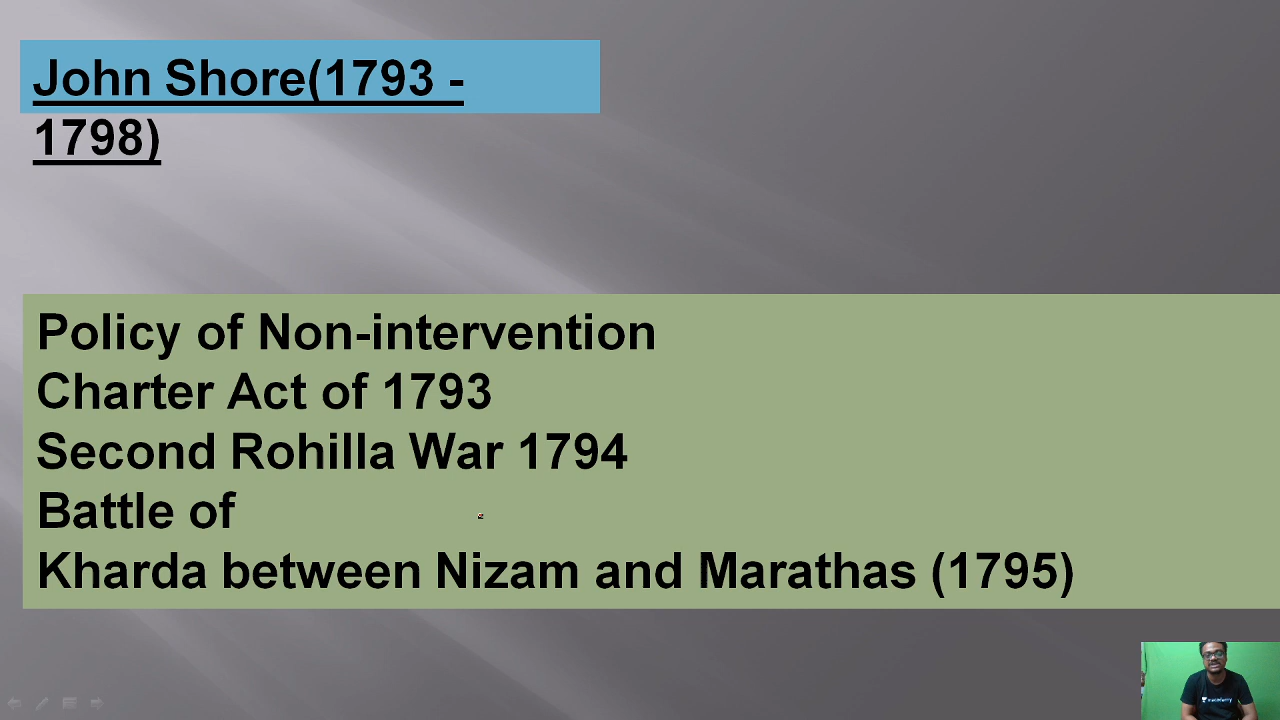 John Shore(1793 -
1798)
Policy of Non-intervention
Charter Act of 1793
Second Rohilla War 1794
Battle of
Kharda between Nizam and Marathas (1795)